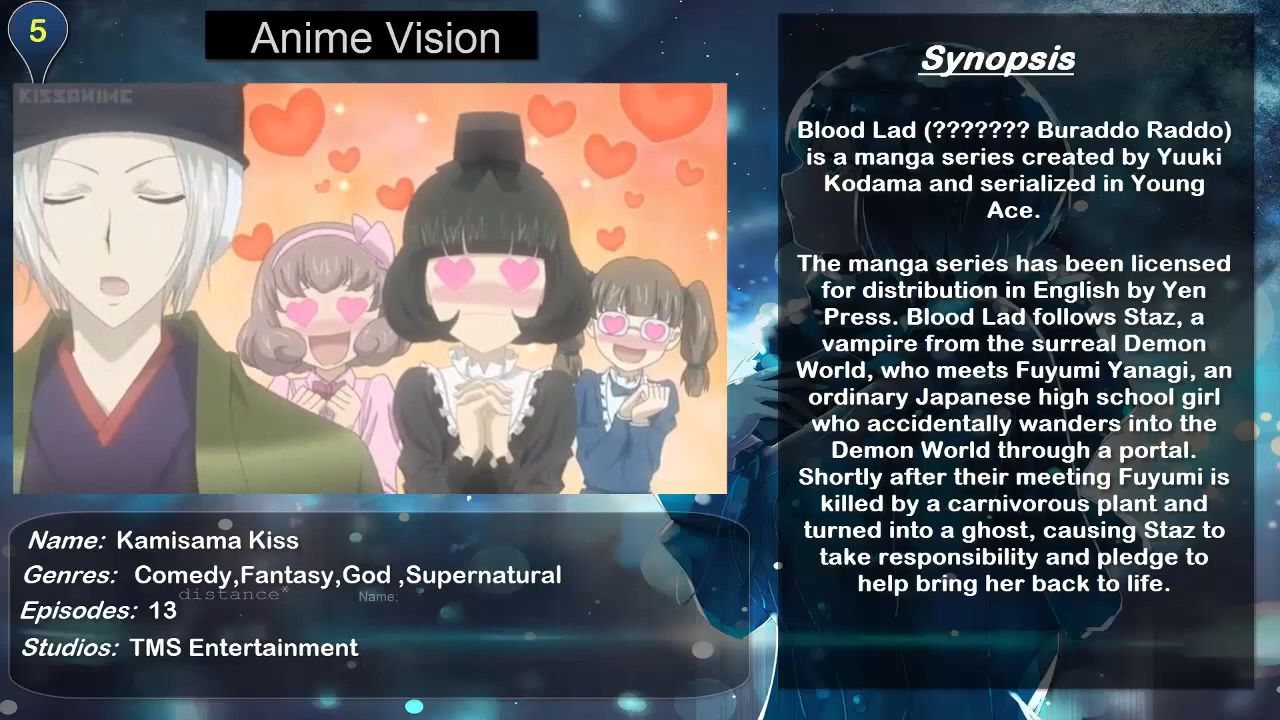 5
Anime Vision
KISSANIME
Synopsis
Blood Lad (??????? Buraddo Raddo)
is a manga series created by Yuuki
Kodama and serialized in Young
Ace.
The manga series has been licensed
for distribution in English by Yen
Press. Blood Lad follows Staz, a
vampire from the surreal Demon
World, who meets Fuyumi Yanagi, an
ordinary Japanese high school girl
who accidentally wanders into the
Demon World through a portal.
Shortly after their meeting Fuyumi is
killed by a carnivorous plant and
turned into a ghost, causing Staz to
take responsibility and pledge to
help bring her back to life.
Name: Kamisama Kiss
Genres: Comedy,Fantasy,God ,Supernatural
distance*
Name:
Episodes: 13
Studios: TMS Entertainment